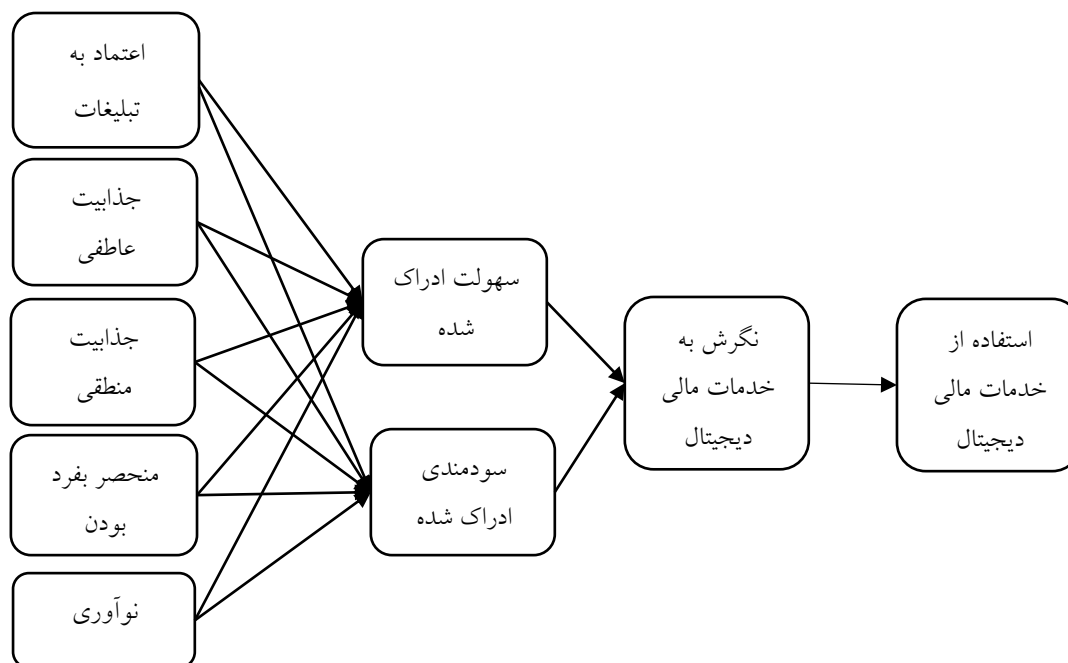 اعتماد به
تبلیغات
جذابیت
عاطفی
جذابیت
منطقی
منحصر بفرد
بودن
نوآوری
سهولت ادراک
شده
سودمندی
ادراک شده
نگرش به
خدمات مالی
دیجیتال
استفاده از
خدمات مالی
دیجیتال